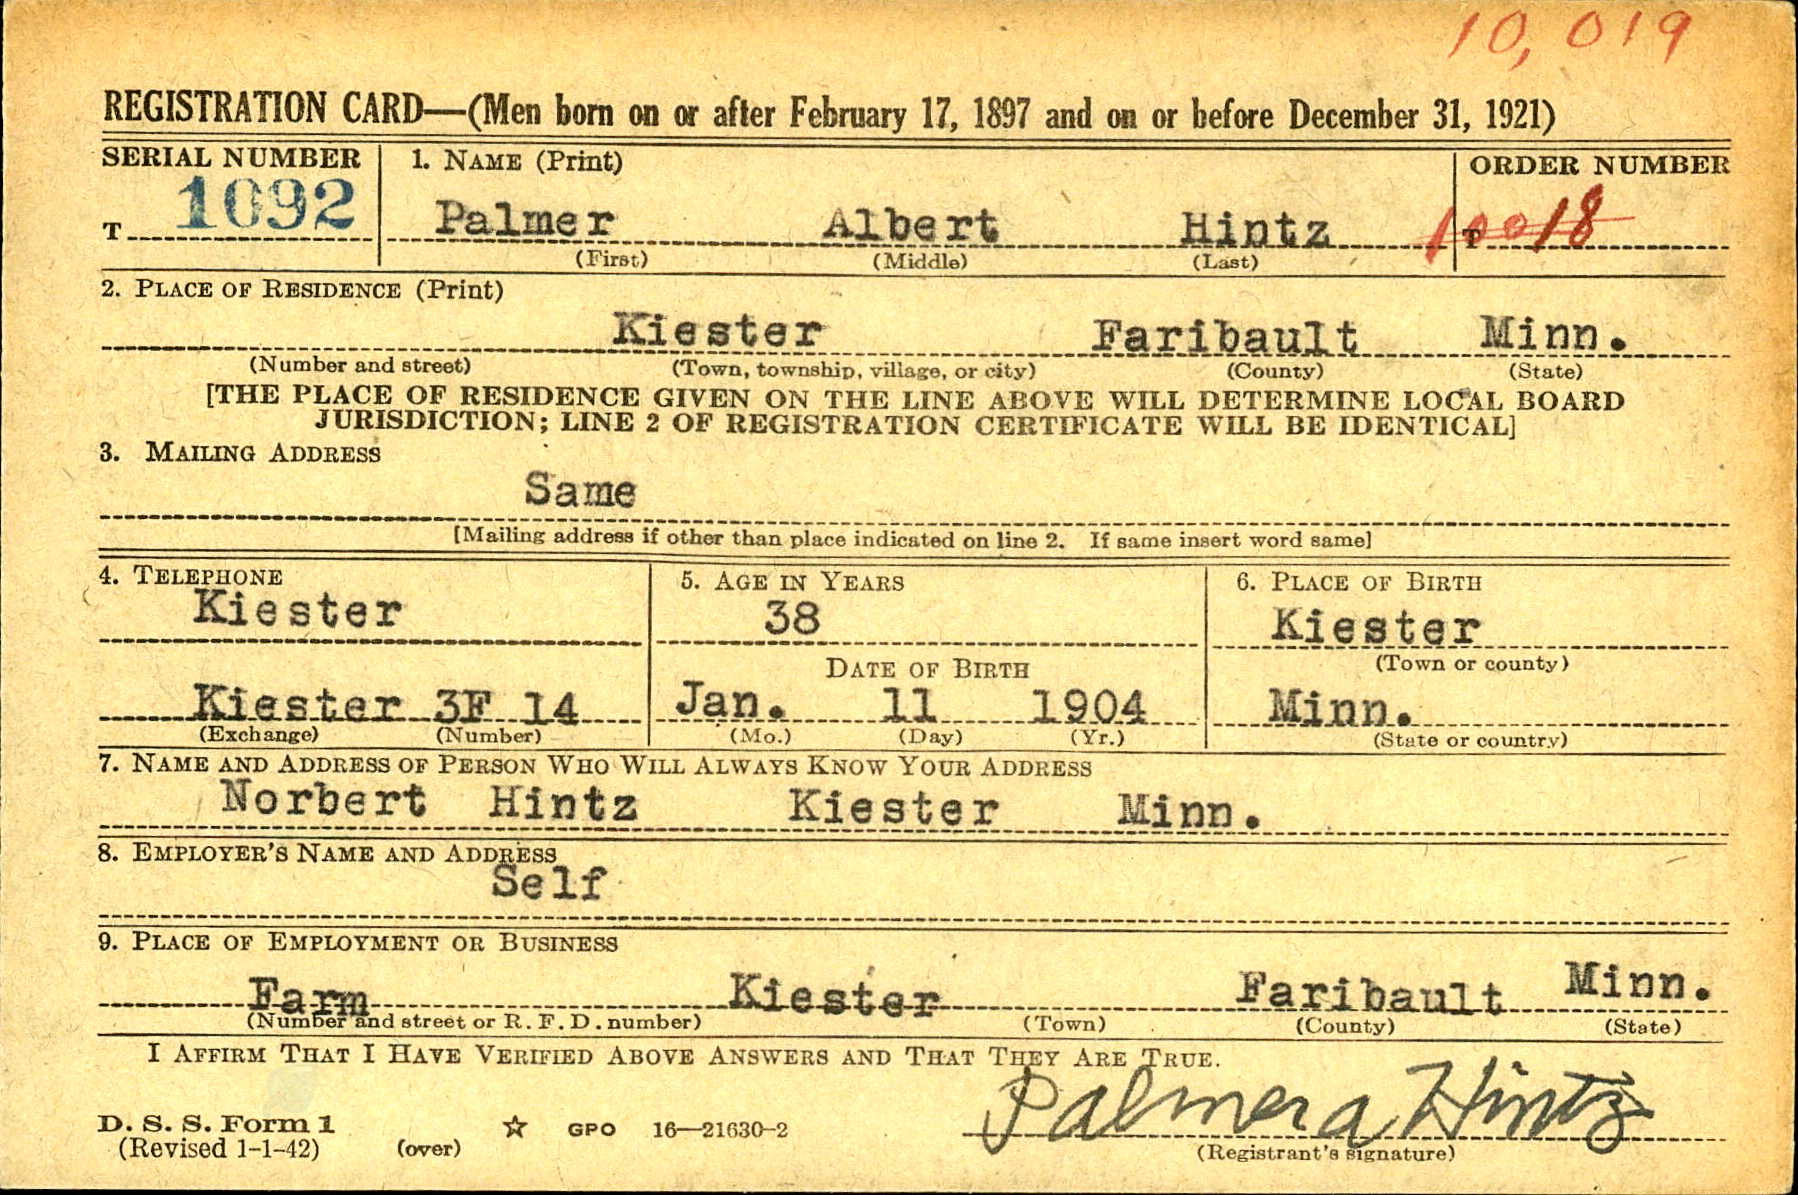 10,019
REGISTRATION CARD—(Men born on or after February 17, 1897 and on or before December 31, 1921)
SERIAL NUMBER 1. NAME (Print) ORDER NUMBER
T 1092 Palmer Albert Hintz T 10018
(First) (Middle) (Last)
2. PLACE OF RESIDENCE (Print)
Kiester Faribault Minn.
(Number and street) (Town, township, village, or city) (County) (State)
[THE PLACE OF RESIDENCE GIVEN ON THE LINE ABOVE WILL DETERMINE LOCAL BOARD
JURISDICTION; LINE 2 OF REGISTRATION CERTIFICATE WILL BE IDENTICAL]
3. MAILING ADDRESS
Same
[Mailing address if other than place indicated on line 2. If same insert word same]
4. TELEPHONE 5. AGE IN YEARS 6. PLACE OF BIRTH
Kiester 38 Kiester
DATE OF BIRTH (Town or county)
Kiester 3F 14 Jan. 11 1904 Minn.
(Exchange) (Number) (Mo.) (Day) (Yr.) (State or country)
7. NAME AND ADDRESS OF PERSON WHO WILL ALWAYS KNOW YOUR ADDRESS
Norbert Hintz Kiester Minn.
8. EMPLOYER'S NAME AND ADDRESS
Self
9. PLACE OF EMPLOYMENT OR BUSINESS
Farm Kiester Faribault Minn.
(Number and street or R. F. D. number) (Town) (County) (State)
I AFFIRM THAT I HAVE VERIFIED ABOVE ANSWERS AND THAT THEY ARE TRUE.
Palmer a Hintz
D. S. S. Form 1
(Revised 1-1-42) (over) ☆ GPO 16—21630-2 (Registrant's signature)